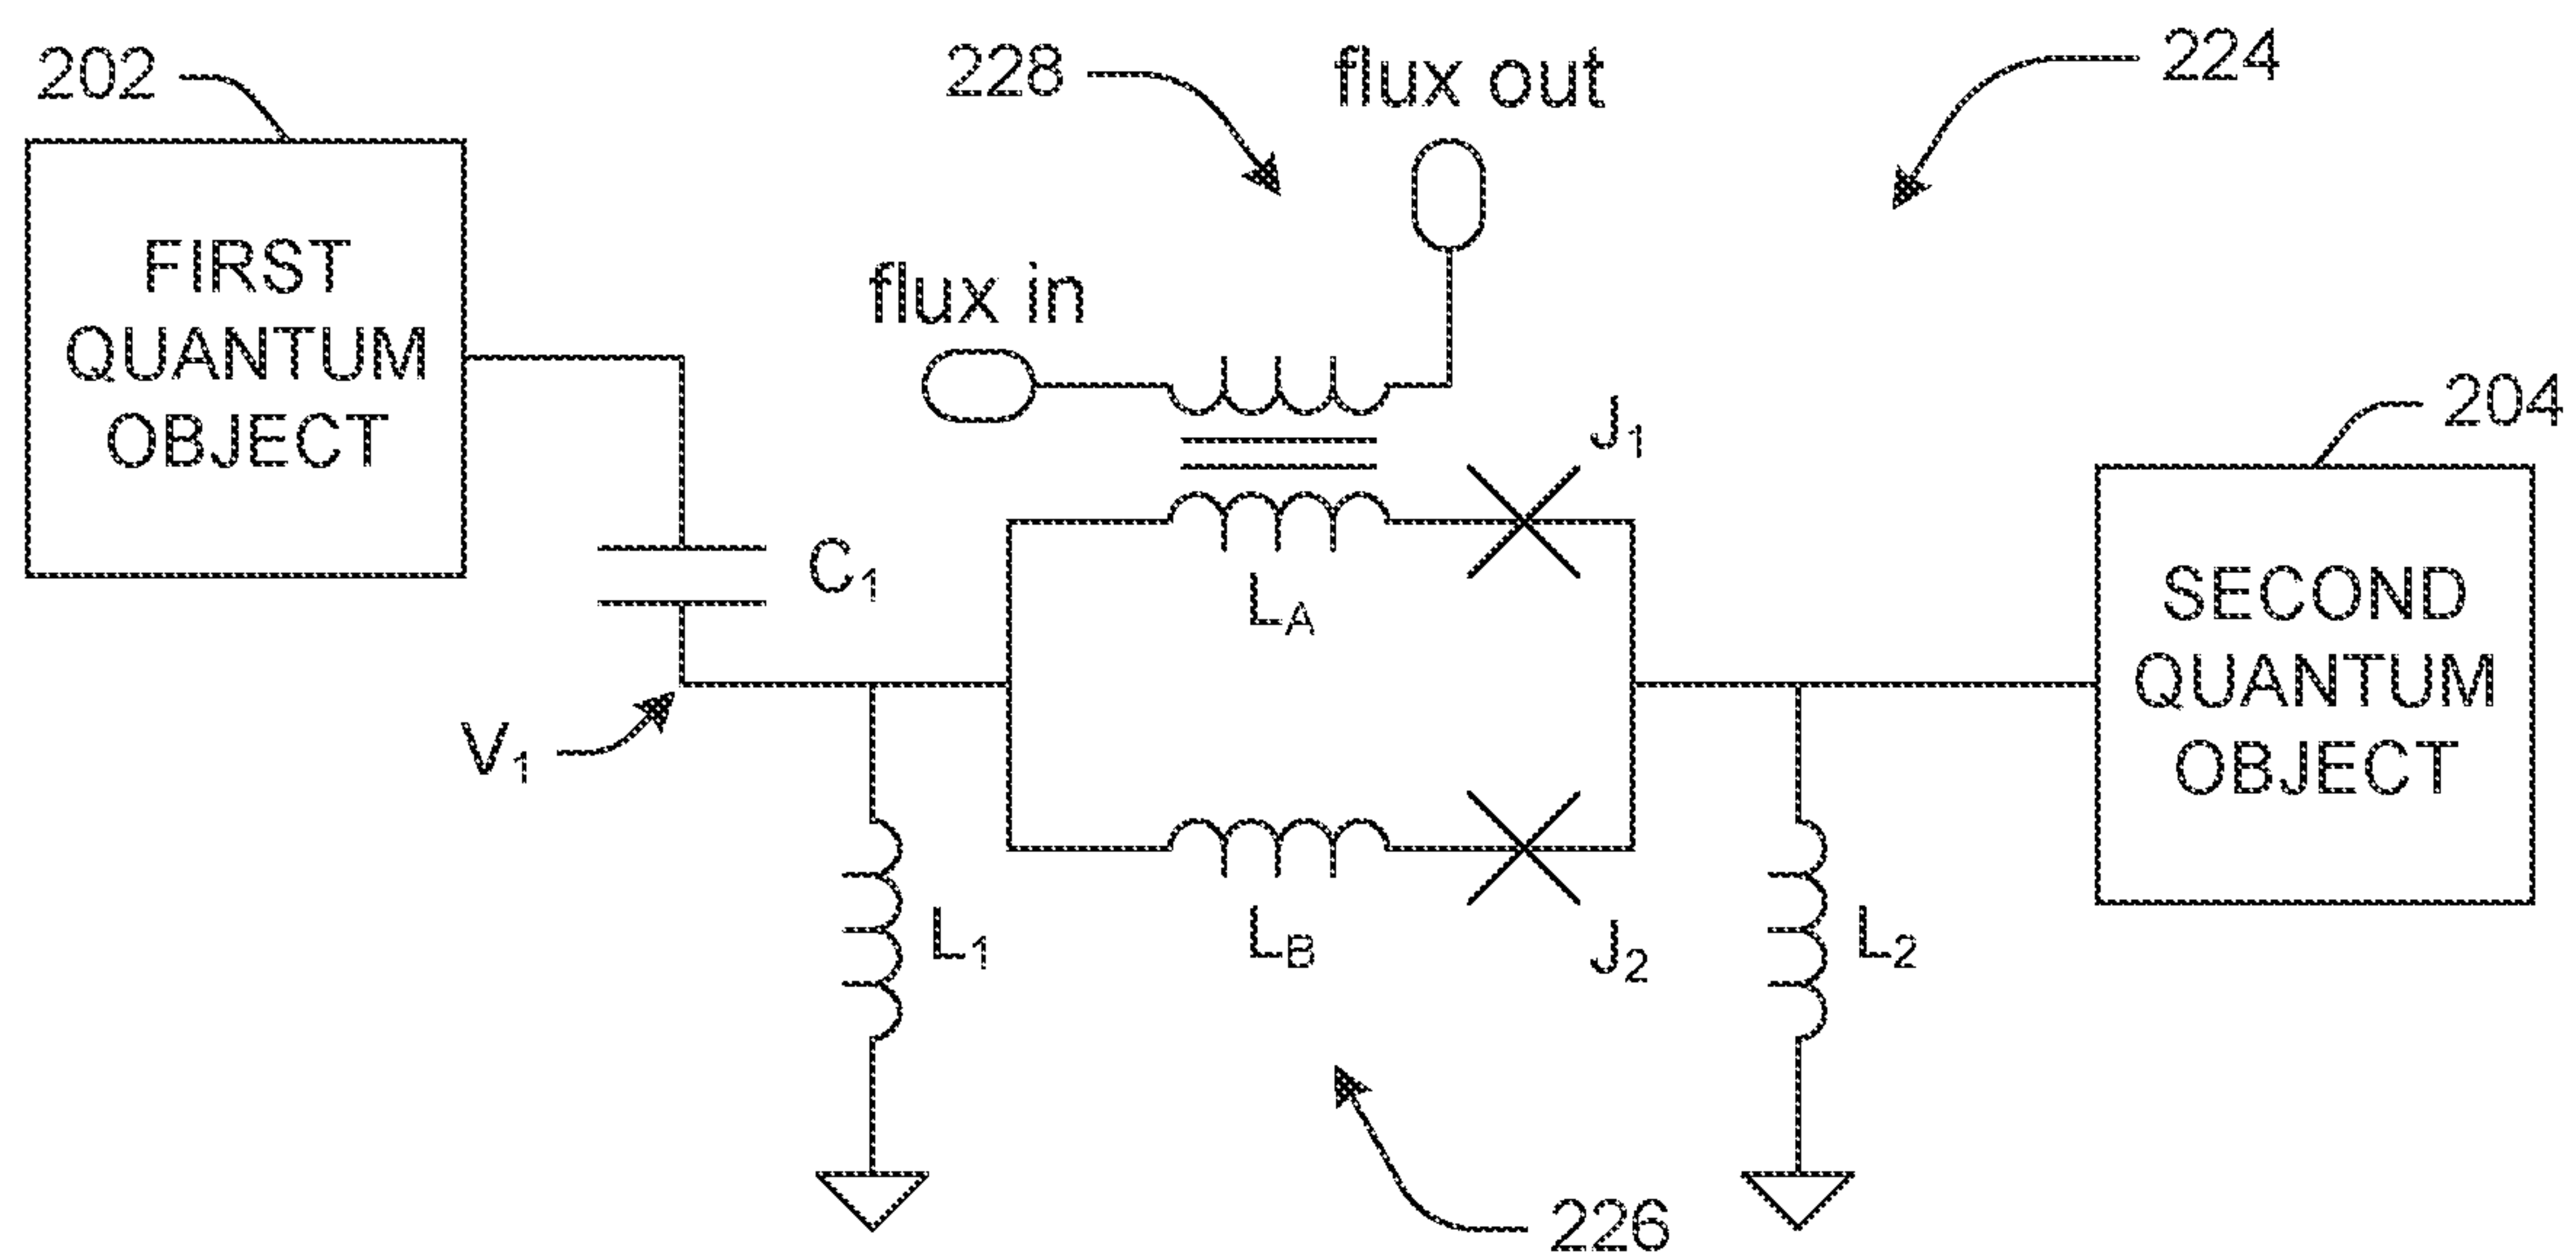 202
228
flux out
224
FIRST
QUANTUM
OBJECT
flux in
J1
204
C1
LA
SECOND
QUANTUM
OBJECT
V1
L1
LB
J2
L2
226